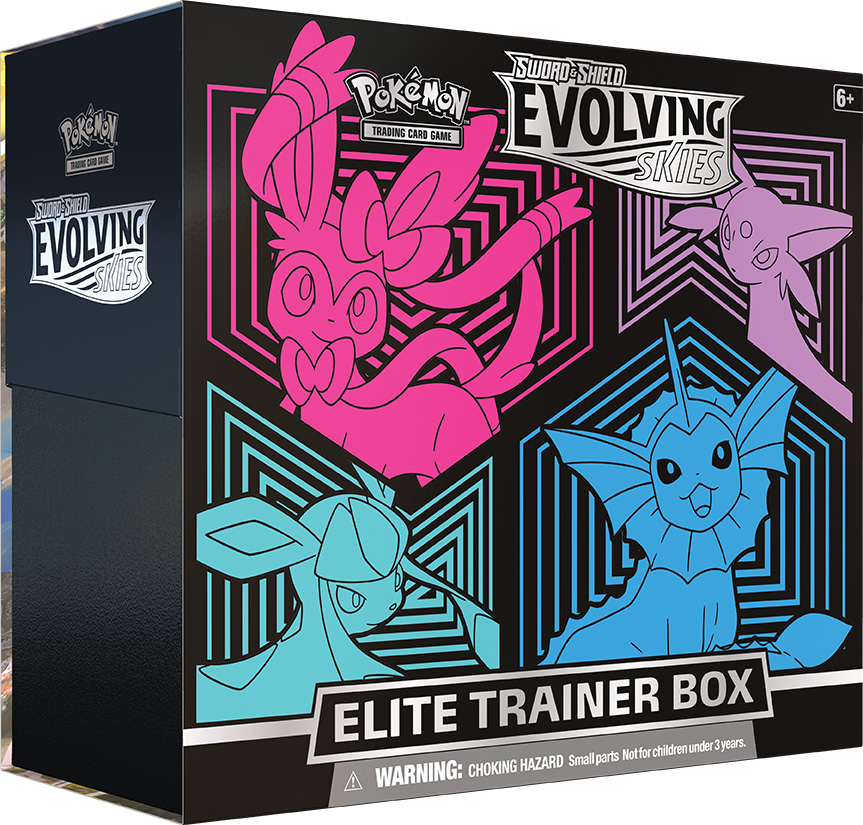 POKéMON
TRADING CARD GAME
SWORD & SHIELD
EVOLVING
SKIES
POKéMON
TRADING CARD GAME
SWORD & SHIELD
EVOLVING
SKIES
6+
ELITE TRAINER BOX
WARNING: CHOKING HAZARD Small parts Not for children under 3 years.